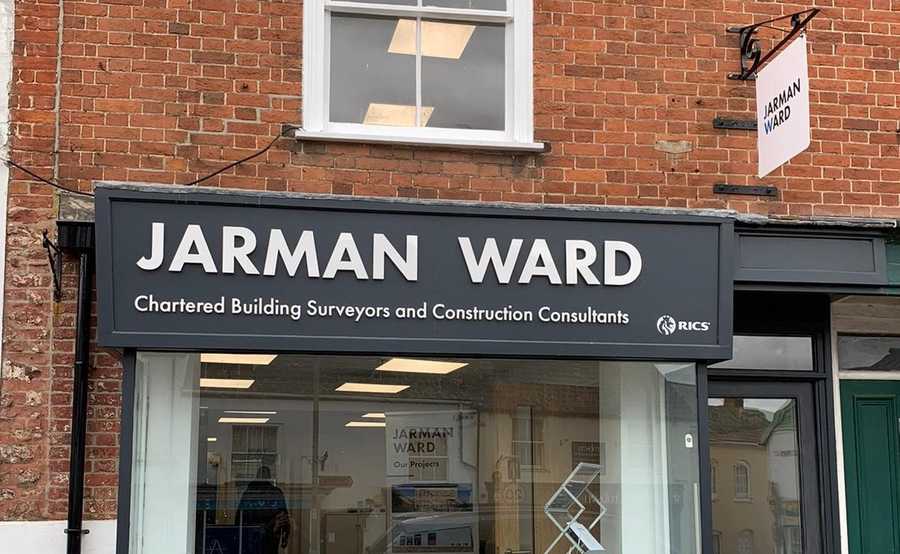 JARMAN
WARD
JARMAN WARD
Chartered Building Surveyors and Construction Consultants
RICS
JARMAN
WARD
Our Projects